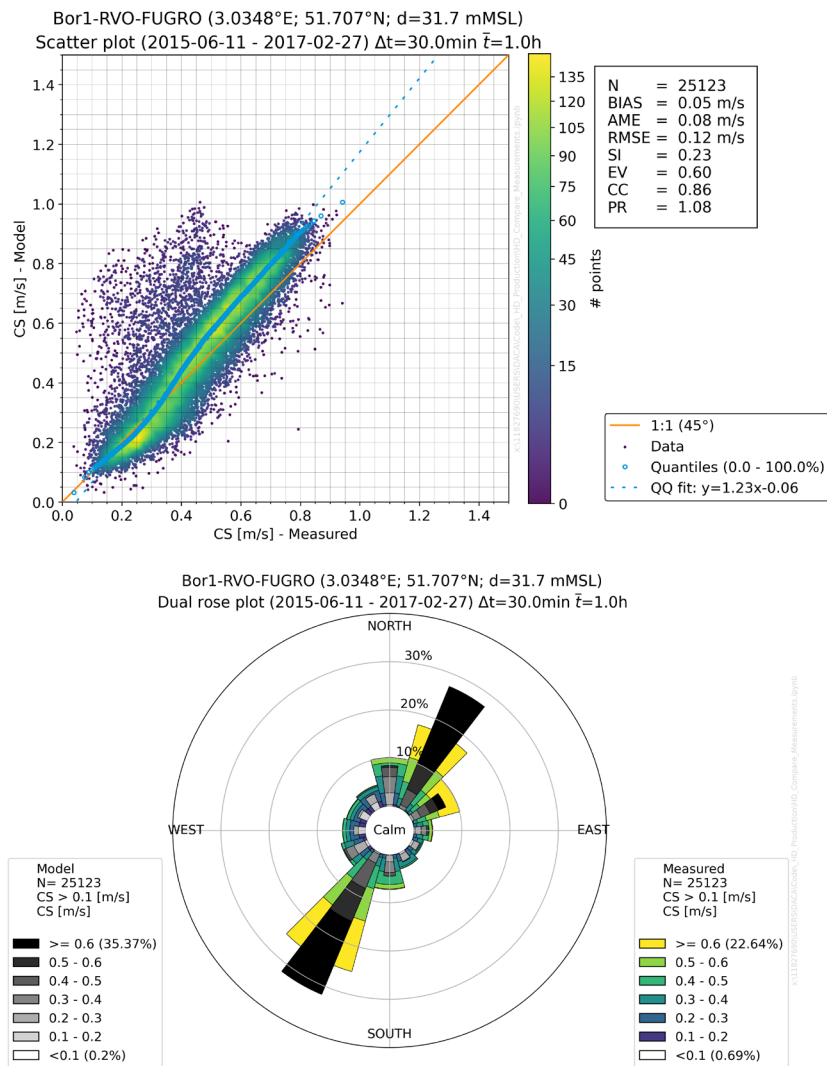 Bor1-RVO-FUGRO (3.0348°E; 51.707°N; d=31.7 mMSL)
Scatter plot (2015-06-11 - 2017-02-27) Δt=30.0min t̅=1.0h
CS [m/s] - Model
1.4
1.2
1.0
0.8
0.6
0.4
0.2
0.0
0.0
0.2
0.4
0.6
0.8
1.0
1.2
1.4
CS [m/s] - Measured
135
120
105
90
75
60
45
30
15
0
# points
N = 25123
BIAS = 0.05 m/s
AME = 0.08 m/s
RMSE = 0.12 m/s
SI = 0.23
EV = 0.60
CC = 0.86
PR = 1.08
1:1 (45°)
Data
Quantiles (0.0 - 100.0%)
QQ fit: y=1.23x-0.06
Bor1-RVO-FUGRO (3.0348°E; 51.707°N; d=31.7 mMSL)
Dual rose plot (2015-06-11 - 2017-02-27) Δt=30.0min t̅=1.0h
NORTH
30%
20%
10%
WEST
Calm
EAST
SOUTH
Model
N= 25123
CS > 0.1 [m/s]
CS [m/s]
>= 0.6 (35.37%)
0.5 - 0.6
0.4 - 0.5
0.3 - 0.4
0.2 - 0.3
0.1 - 0.2
<0.1 (0.2%)
Measured
N= 25123
CS > 0.1 [m/s]
CS [m/s]
>= 0.6 (22.64%)
0.5 - 0.6
0.4 - 0.5
0.3 - 0.4
0.2 - 0.3
0.1 - 0.2
<0.1 (0.69%)